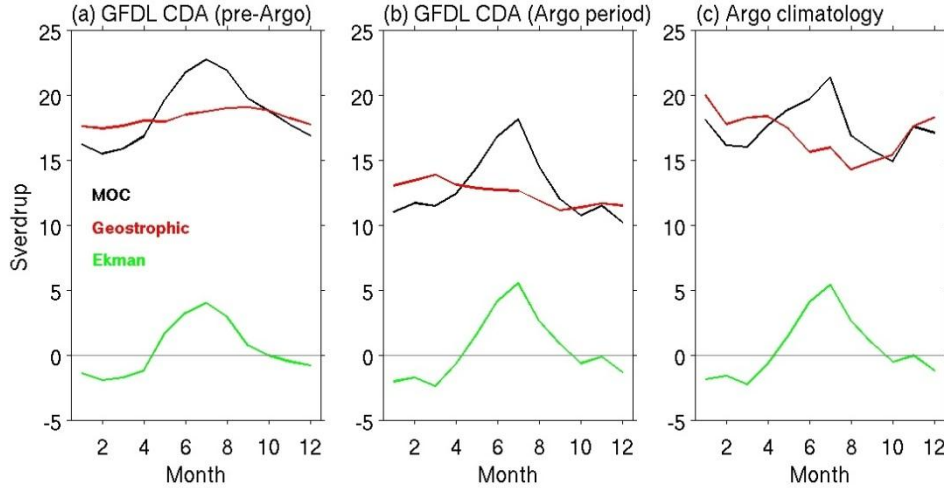 (a) GFDL CDA (pre-Argo)
(b) GFDL CDA (Argo period)
(c) Argo climatology
Sverdrup
25
20
15
10
5
0
-5
MOC
Geostrophic
Ekman
2 4 6 8 10 12
Month
25
20
15
10
5
0
-5
2 4 6 8 10 12
Month
25
20
15
10
5
0
-5
2 4 6 8 10 12
Month